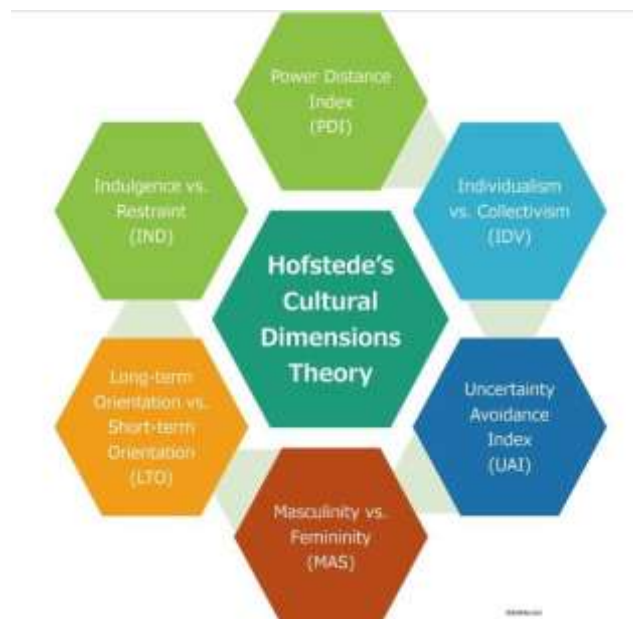 Power Distance
Index
(PDI)
Indulgence vs.
Restraint
(IND)
Individualism
vs. Collectivism
(IDV)
Hofstede's
Cultural
Dimensions
Theory
Long-term
Orientation vs.
Short-term
Orientation
(LTO)
Uncertainty
Avoidance
Index
(UAI)
Masculinity vs.
Femininity
(MAS)